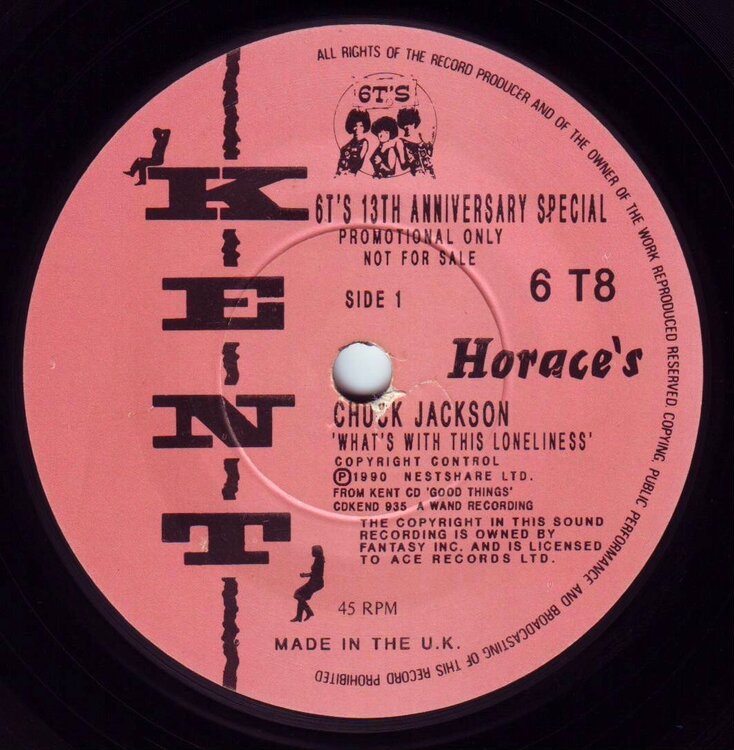 ALL RIGHTS OF THE RECORD PRODUCER AND OF THE OWNER OF THE WORK REPRODUCED RESERVED. COPYING, PUBLIC PERFORMANCE AND BROADCASTING OF THIS RECORD PROHIBITED
6T'S
KENT
6T'S 13TH ANNIVERSARY SPECIAL
PROMOTIONAL ONLY
NOT FOR SALE
SIDE 1
6 T8
Horace's
CHUCK JACKSON
'WHAT'S WITH THIS LONELINESS'
COPYRIGHT CONTROL
Ⓟ1990 NESTSHARE LTD.
FROM KENT CD 'GOOD THINGS'
CDKEND 935 A WAND RECORDING
THE COPYRIGHT IN THIS SOUND
RECORDING IS OWNED BY
FANTASY INC. AND IS LICENSED
TO ACE RECORDS LTD.
45 RPM
MADE IN THE U.K.